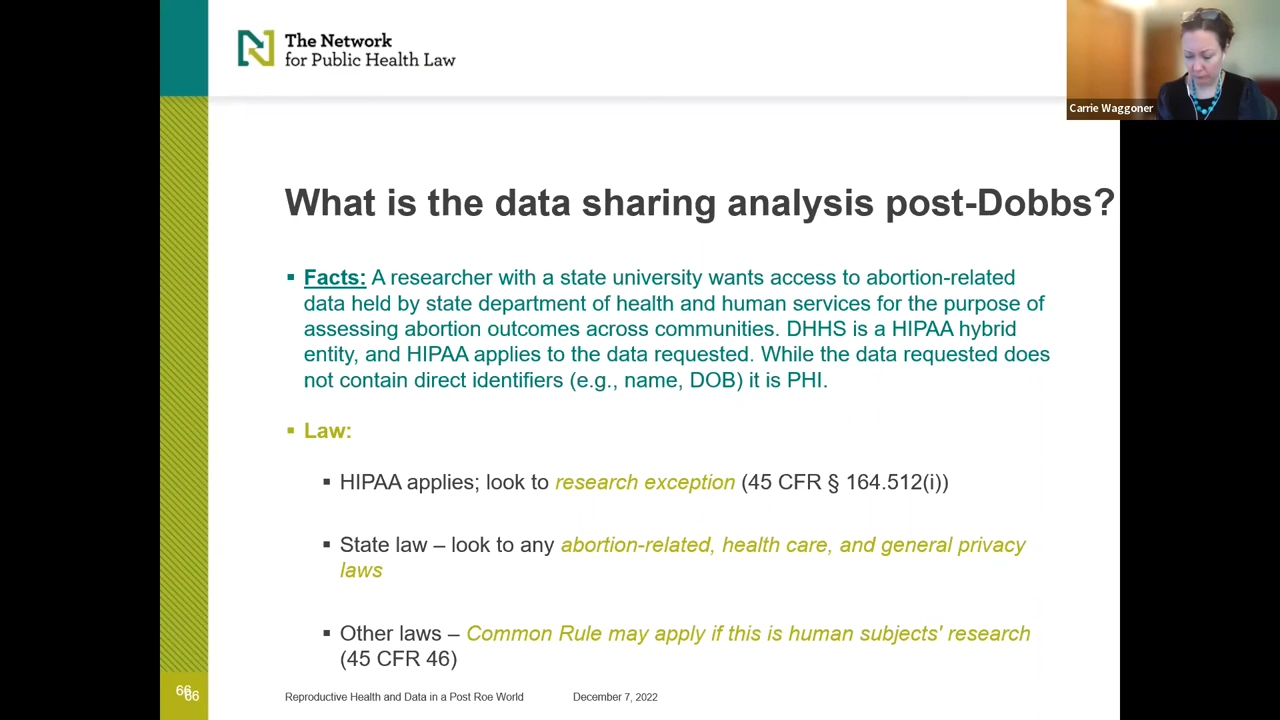 The Network
for Public Health Law
Carrie Waggoner
What is the data sharing analysis post-Dobbs?
▪ Facts: A researcher with a state university wants access to abortion-related
data held by state department of health and human services for the purpose of
assessing abortion outcomes across communities. DHHS is a HIPAA hybrid
entity, and HIPAA applies to the data requested. While the data requested does
not contain direct identifiers (e.g., name, DOB) it is PHI.
▪ Law:
▪ HIPAA applies; look to research exception (45 CFR § 164.512(i))
▪ State law – look to any abortion-related, health care, and general privacy
laws
▪ Other laws – Common Rule may apply if this is human subjects' research
(45 CFR 46)
66 66
Reproductive Health and Data in a Post Roe World December 7, 2022